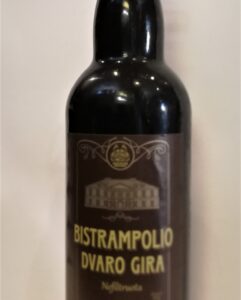 BISTRAMPOLIO
DVARO GIRA
Nefiltruota